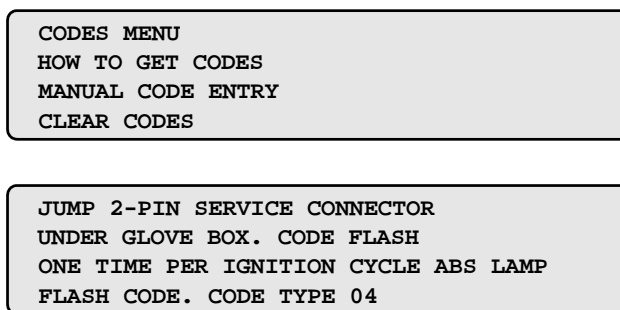 CODES MENU
HOW TO GET CODES
MANUAL CODE ENTRY
CLEAR CODES
JUMP 2-PIN SERVICE CONNECTOR
UNDER GLOVE BOX. CODE FLASH
ONE TIME PER IGNITION CYCLE ABS LAMP
FLASH CODE. CODE TYPE 04